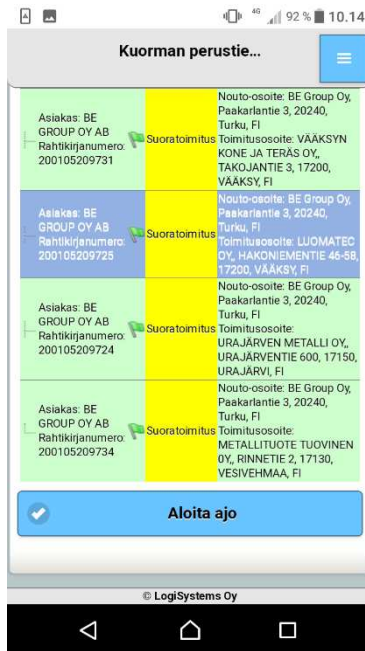 4G 92 % 10.14
Kuorman perustie...
Asiakas: BE
GROUP OY AB
Rahtikirjanumero:
200105209731
Suoratoimitus
Nouto-osoite: BE Group Oy,
Paakarlantie 3, 20240,
Turku, FI
Toimitusosoite: VÄÄKSYN
KONE JA TERÄS OY,,
TAKOJANTIE 3, 17200,
VÄÄKSY, FI
Asiakas: BE
GROUP OY AB
Rahtikirjanumero:
200105209725
Suoratoimitus
Nouto-osoite: BE Group Oy,
Paakarlantie 3, 20240,
Turku, FI
Toimitusosoite: LUOMATEC
OY,, HAKONIEMENTIE 46-58,
17200, VÄÄKSY, FI
Asiakas: BE
GROUP OY AB
Rahtikirjanumero:
200105209724
Suoratoimitus
Nouto-osoite: BE Group Oy,
Paakarlantie 3, 20240,
Turku, FI
Toimitusosoite:
URAJÄRVEN METALLI OY,,
URAJÄRVENTIE 600, 17150,
URAJÄRVI, FI
Asiakas: BE
GROUP OY AB
Rahtikirjanumero:
200105209734
Suoratoimitus
Nouto-osoite: BE Group Oy,
Paakarlantie 3, 20240,
Turku, FI
Toimitusosoite:
METALLITUOTE TUOVINEN
OY,, RINNETIE 2, 17130,
VESIVEHMAA, FI
Aloita ajo
© LogiSystems Oy